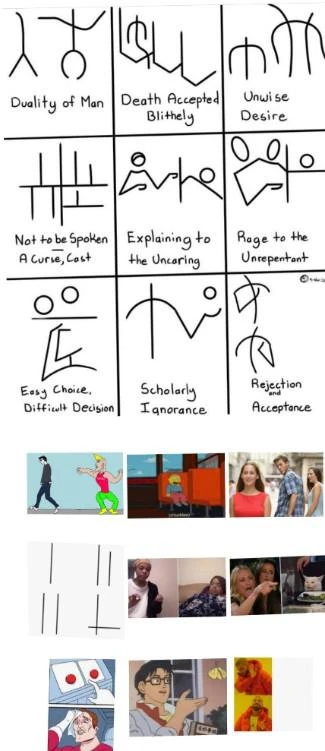 Duality of Man
Death Accepted
Blithely
Unwise
Desire
Not to be Spoken
A Curse, Cast
Explaining to
the Uncaring
Rage to the
Unrepentant
Easy Choice,
Difficult Decision
Scholarly
Ignorance
Rejection
and
Acceptance